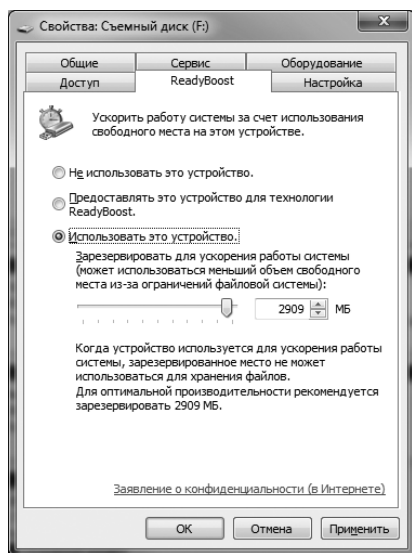 Свойства: Съемный диск (F:)
Общие Сервис Оборудование
Доступ ReadyBoost Настройка
Ускорить работу системы за счет использования
свободного места на этом устройстве.
Не использовать это устройство.
Предоставлять это устройство для технологии
ReadyBoost.
Использовать это устройство.
Зарезервировать для ускорения работы системы
(может использоваться меньший объем свободного
места из-за ограничений файловой системы):
2909 МБ
Когда устройство используется для ускорения работы
системы, зарезервированное место не может
использоваться для хранения файлов.
Для оптимальной производительности рекомендуется
зарезервировать 2909 МБ.
Заявление о конфиденциальности (в Интернете)
ОК Отмена Применить